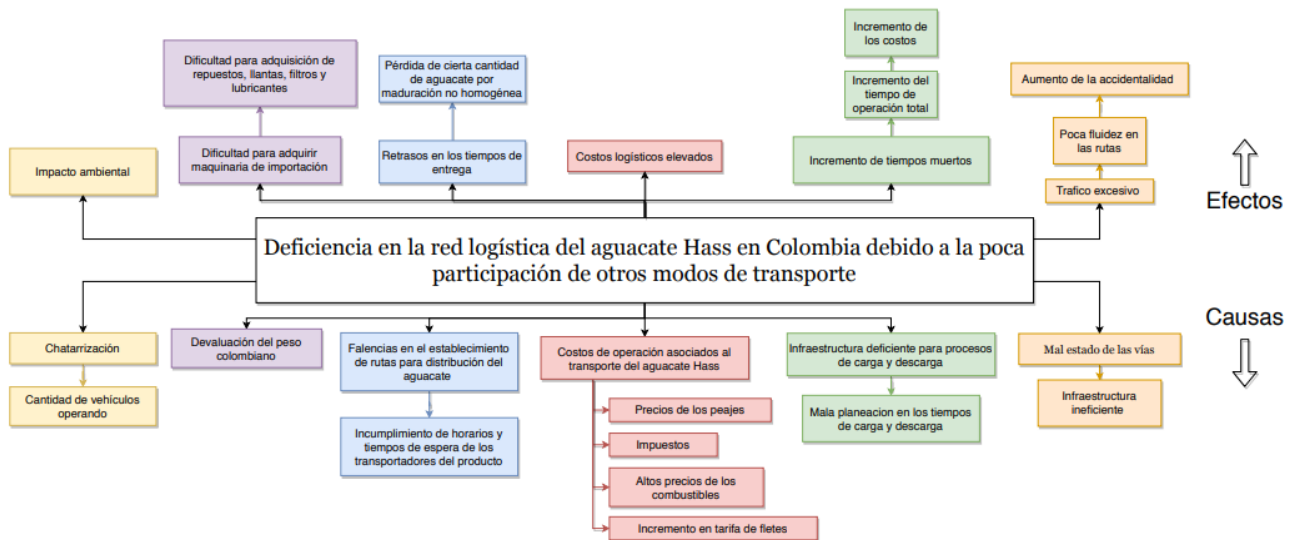 Incremento de
los costos
Dificultad para adquisición de
repuestos, llantas, filtros y
lubricantes
Pérdida de cierta cantidad
de aguacate por
maduración no homogénea
Incremento del
tiempo de
operación total
Aumento de la accidentalidad
Poca fluidez en
las rutas
Impacto ambiental
Dificultad para adquirir
maquinaria de importación
Retrasos en los tiempos de
entrega
Costos logísticos elevados
Incremento de tiempos muertos
Trafico excesivo
Efectos
Deficiencia en la red logística del aguacate Hass en Colombia debido a la poca
participación de otros modos de transporte
Causas
Chatarrización
Cantidad de vehículos
operando
Devaluación del peso
colombiano
Falencias en el establecimiento
de rutas para distribución del
aguacate
Incumplimiento de horarios y
tiempos de espera de los
transportadores del producto
Costos de operación asociados al
transporte del aguacate Hass
Precios de los peajes
Impuestos
Altos precios de los
combustibles
Incremento en tarifa de fletes
Infraestructura deficiente para procesos
de carga y descarga
Mala planeacion en los tiempos
de carga y descarga
Mal estado de las vías
Infraestructura
ineficiente